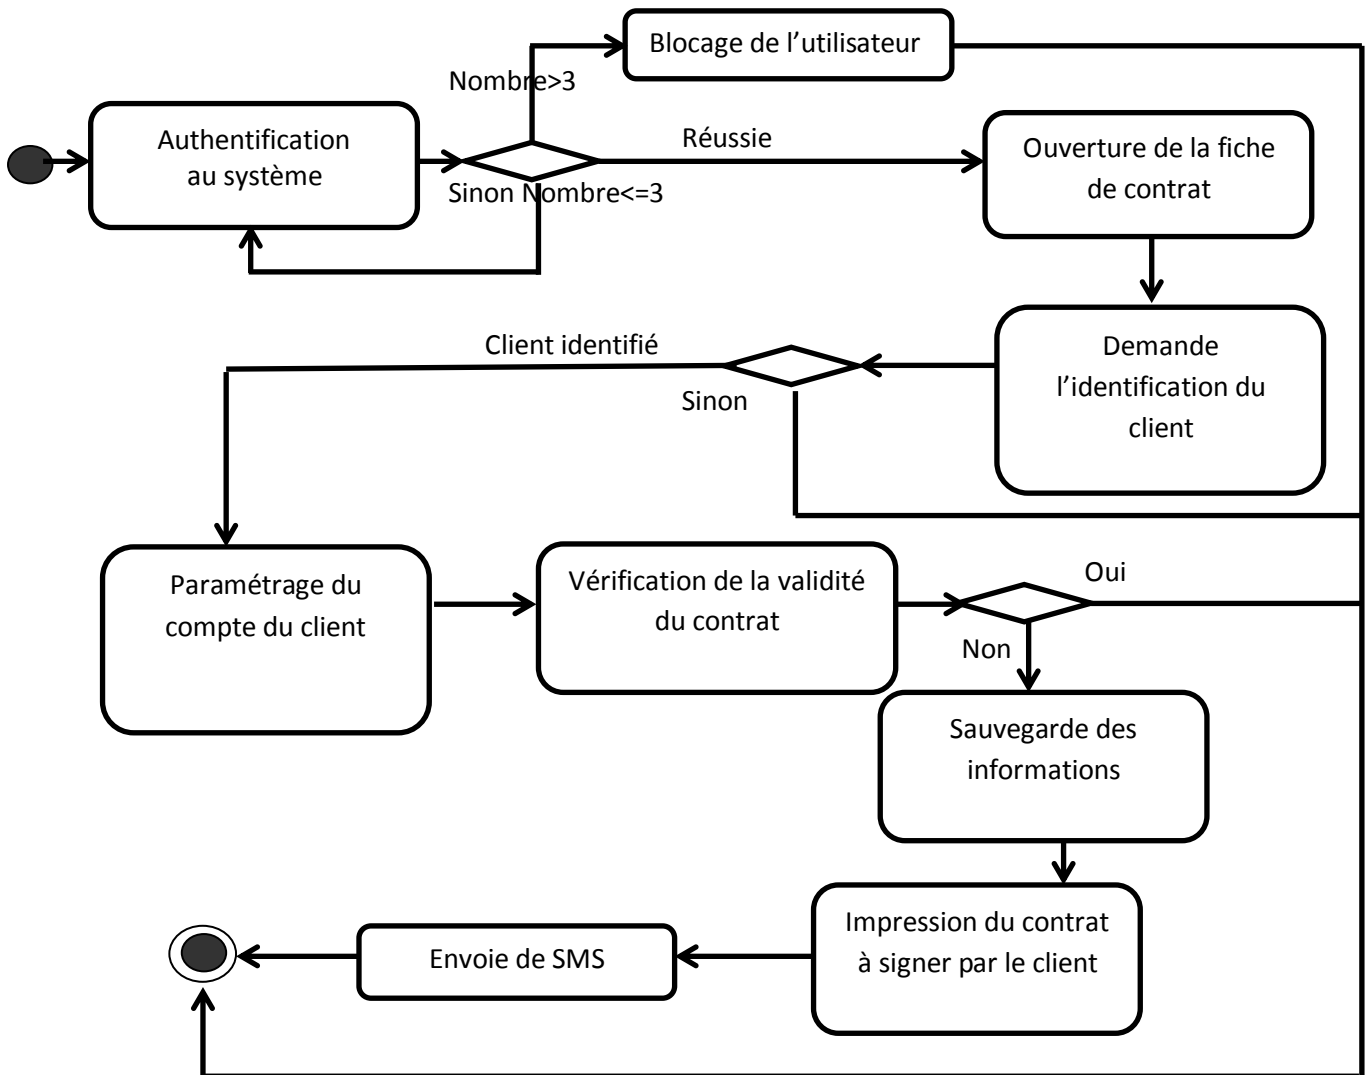 Blocage de l’utilisateur
Nombre>3
Authentification
au système
Réussie
Ouverture de la fiche
de contrat
Sinon Nombre<=3
Client identifié
Sinon
Demande
l’identification du
client
Paramétrage du
compte du client
Vérification de la validité
du contrat
Oui
Non
Sauvegarde des
informations
Impression du contrat
à signer par le client
Envoie de SMS